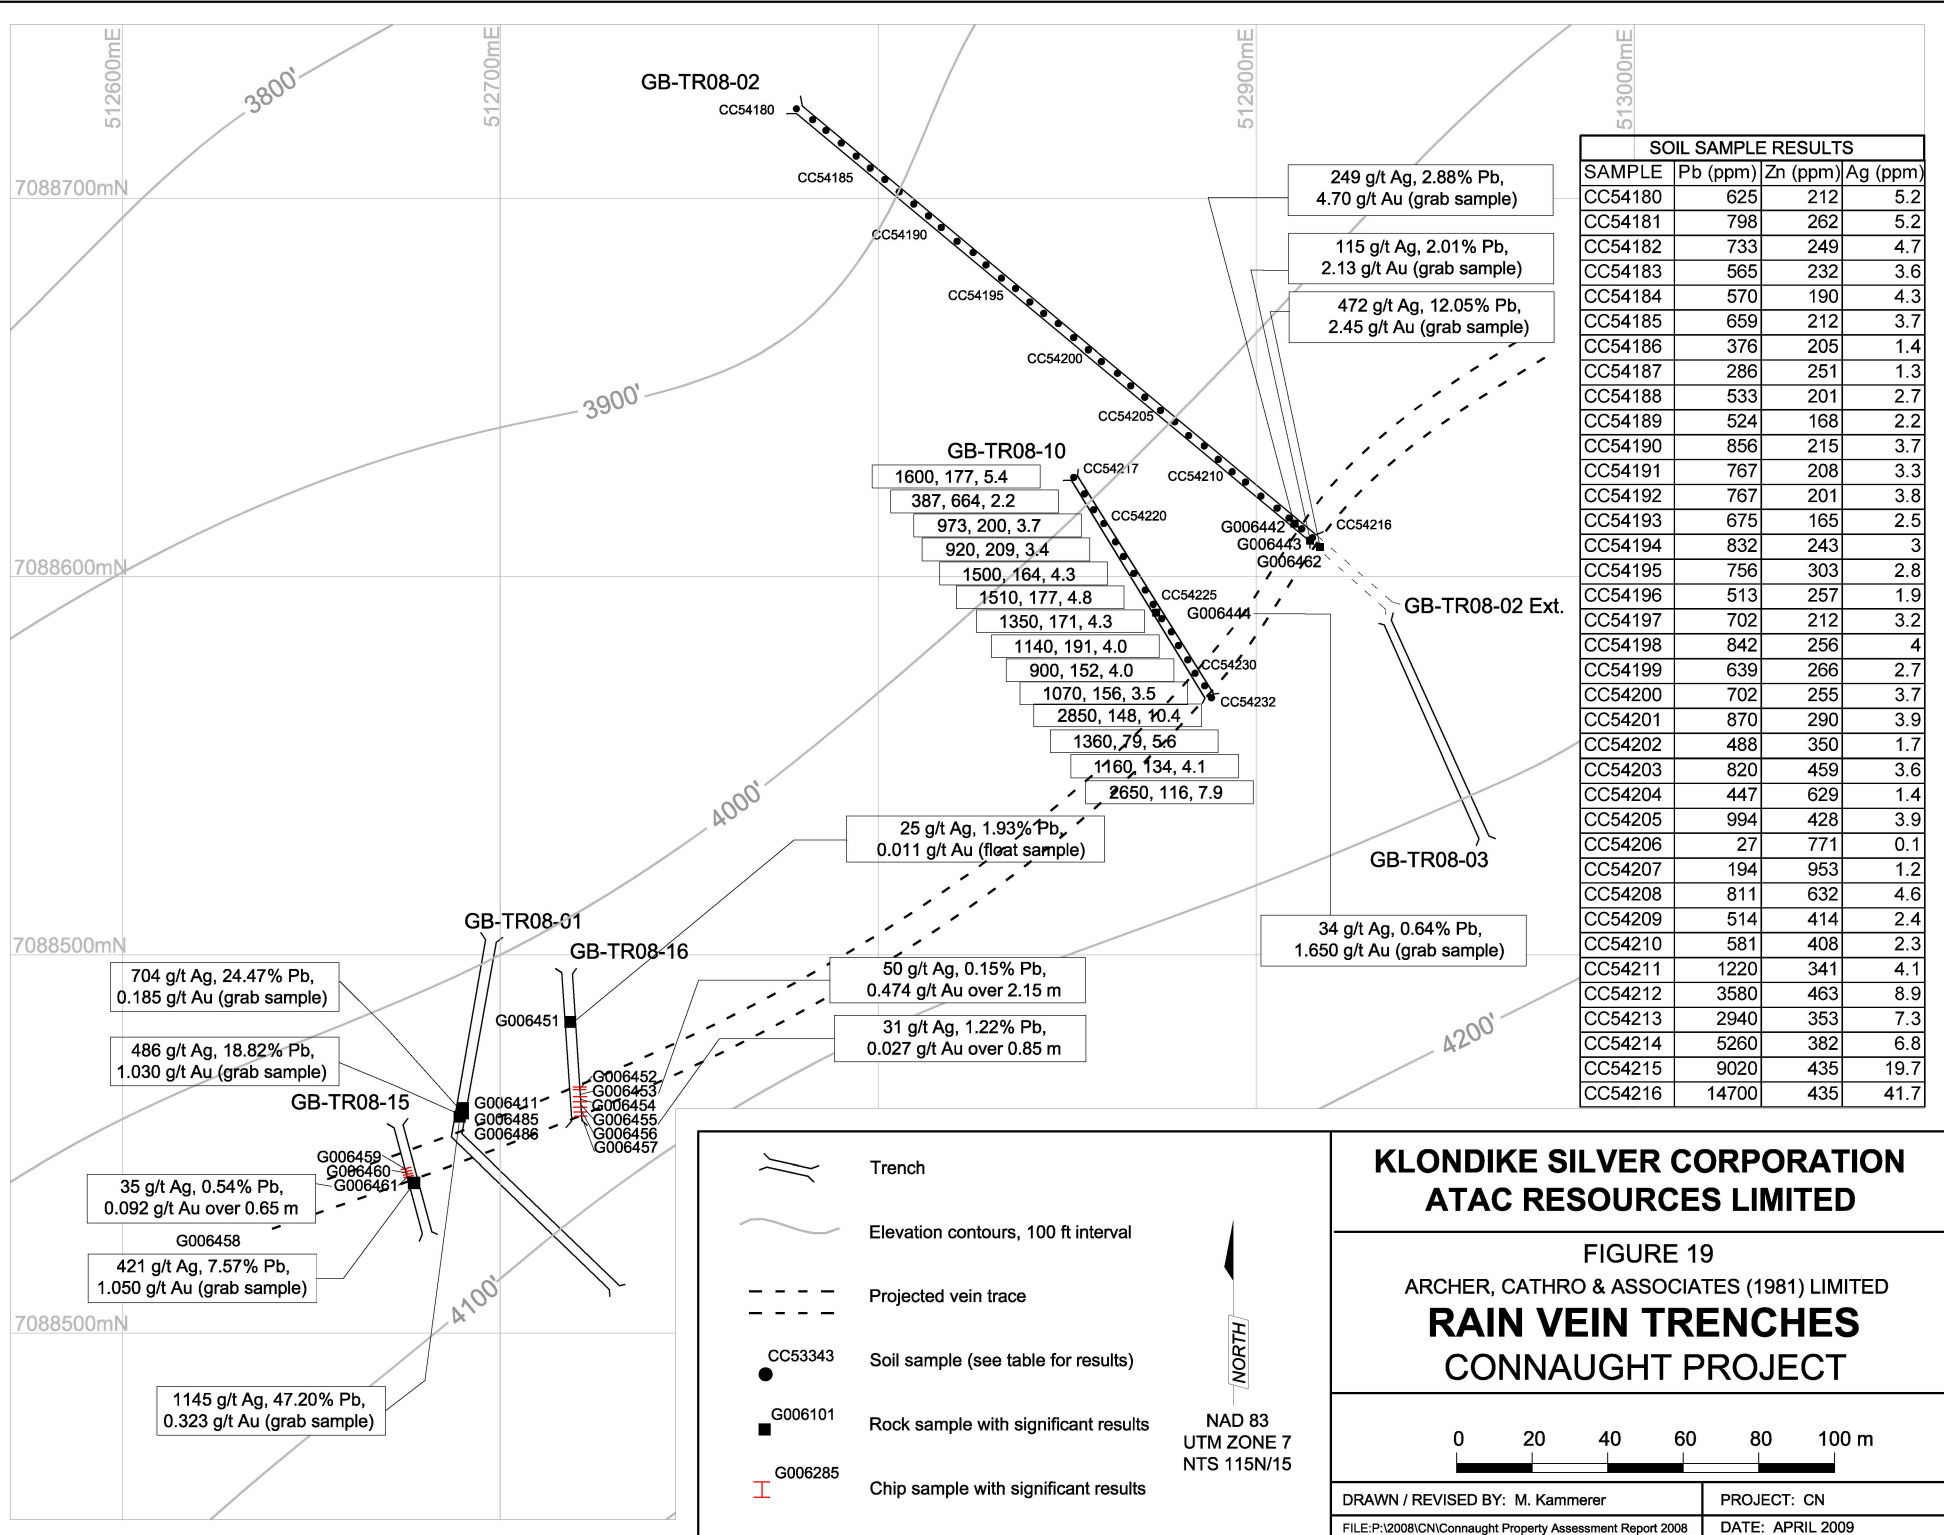 512600mE
512700mE
512900mE
513000mE
3800'
GB-TR08-02
CC54180
CC54185
7088700mN
CC54190
CC54195
3900'
CC54200
CC54205
CC54210
249 g/t Ag, 2.88% Pb,
4.70 g/t Au (grab sample)
115 g/t Ag, 2.01% Pb,
2.13 g/t Au (grab sample)
472 g/t Ag, 12.05% Pb,
2.45 g/t Au (grab sample)
CC54216
G006442
G006443
G006462
GB-TR08-10
CC54217
CC54220
CC54225
G006444
CC54230
CC54232
1600, 177, 5.4
387, 664, 2.2
973, 200, 3.7
920, 209, 3.4
1500, 164, 4.3
1510, 177, 4.8
1350, 171, 4.3
1140, 191, 4.0
900, 152, 4.0
1070, 156, 3.5
2850, 148, 10.4
1360, 79, 5.6
1160, 134, 4.1
2650, 116, 7.9
7088600mN
GB-TR08-02 Ext.
GB-TR08-03
4000'
25 g/t Ag, 1.93% Pb,
0.011 g/t Au (float sample)
34 g/t Ag, 0.64% Pb,
1.650 g/t Au (grab sample)
GB-TR08-01
GB-TR08-16
7088500mN
704 g/t Ag, 24.47% Pb,
0.185 g/t Au (grab sample)
50 g/t Ag, 0.15% Pb,
0.474 g/t Au over 2.15 m
G006451
31 g/t Ag, 1.22% Pb,
0.027 g/t Au over 0.85 m
4200'
486 g/t Ag, 18.82% Pb,
1.030 g/t Au (grab sample)
G006452
G006453
G006454
G006455
G006456
G006457
GB-TR08-15
G006411
G006485
G006486
G006459
G006460
G006461
35 g/t Ag, 0.54% Pb,
0.092 g/t Au over 0.65 m
G006458
421 g/t Ag, 7.57% Pb,
1.050 g/t Au (grab sample)
4100'
7088500mN
1145 g/t Ag, 47.20% Pb,
0.323 g/t Au (grab sample)
SOIL SAMPLE RESULTS
SAMPLE Pb (ppm) Zn (ppm) Ag (ppm)
CC54180 625 212 5.2
CC54181 798 262 5.2
CC54182 733 249 4.7
CC54183 565 232 3.6
CC54184 570 190 4.3
CC54185 659 212 3.7
CC54186 376 205 1.4
CC54187 286 251 1.3
CC54188 533 201 2.7
CC54189 524 168 2.2
CC54190 856 215 3.7
CC54191 767 208 3.3
CC54192 767 201 3.8
CC54193 675 165 2.5
CC54194 832 243 3
CC54195 756 303 2.8
CC54196 513 257 1.9
CC54197 702 212 3.2
CC54198 842 256 4
CC54199 639 266 2.7
CC54200 702 255 3.7
CC54201 870 290 3.9
CC54202 488 350 1.7
CC54203 820 459 3.6
CC54204 447 629 1.4
CC54205 994 428 3.9
CC54206 27 771 0.1
CC54207 194 953 1.2
CC54208 811 632 4.6
CC54209 514 414 2.4
CC54210 581 408 2.3
CC54211 1220 341 4.1
CC54212 3580 463 8.9
CC54213 2940 353 7.3
CC54214 5260 382 6.8
CC54215 9020 435 19.7
CC54216 14700 435 41.7
Trench
Elevation contours, 100 ft interval
Projected vein trace
CC53343
Soil sample (see table for results)
G006101
Rock sample with significant results
G006285
Chip sample with significant results
NORTH
NAD 83
UTM ZONE 7
NTS 115N/15
KLONDIKE SILVER CORPORATION
ATAC RESOURCES LIMITED
FIGURE 19
ARCHER, CATHRO & ASSOCIATES (1981) LIMITED
RAIN VEIN TRENCHES
CONNAUGHT PROJECT
0 20 40 60 80 100 m
DRAWN / REVISED BY: M. Kammerer
PROJECT: CN
FILE:P:\2008\CN\Connaught Property Assessment Report 2008
DATE: APRIL 2009